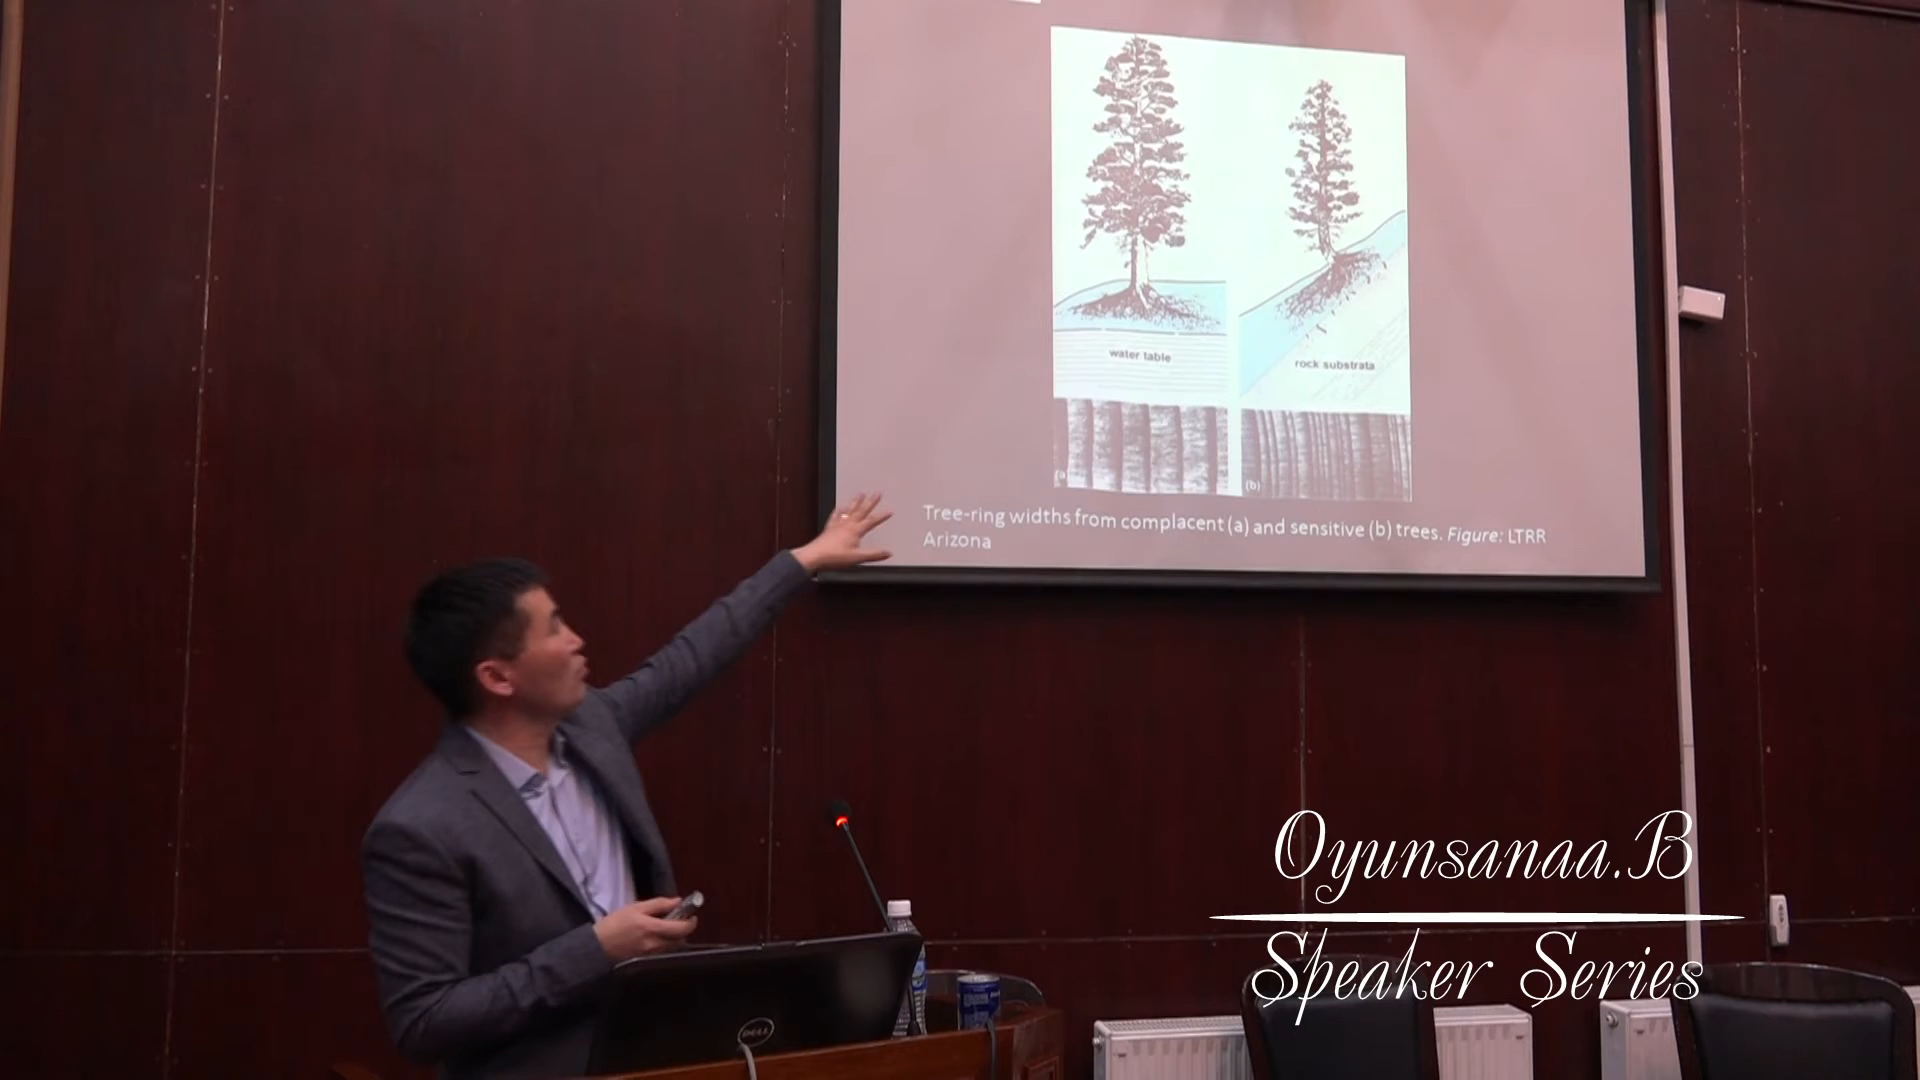 water table
rock substrata
(a
(b)
Tree-ring widths from complacent (a) and sensitive (b) trees. Figure: LTRR
Arizona
Oyunsanaa.B
Speaker Series
DELL